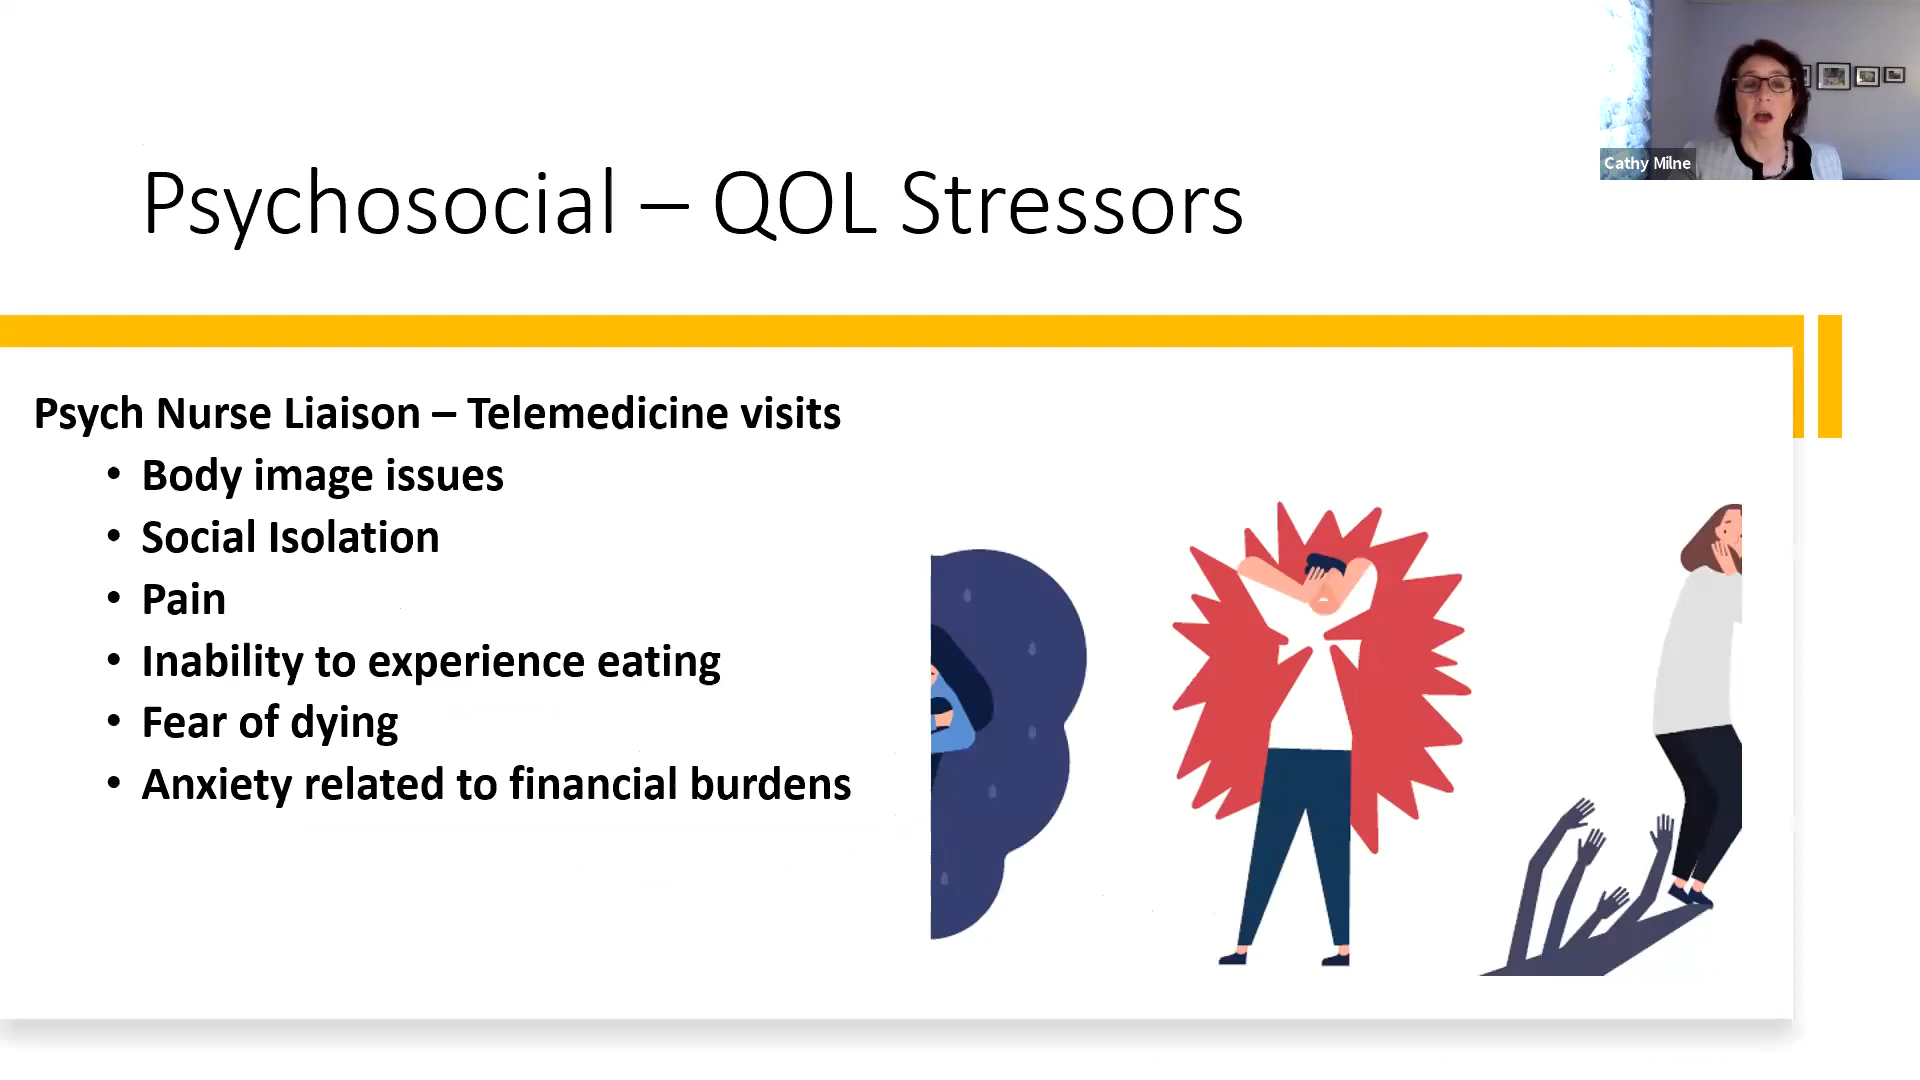 Cathy Milne
Psychosocial – QOL Stressors
Psych Nurse Liaison – Telemedicine visits
• Body image issues
• Social Isolation
• Pain
• Inability to experience eating
• Fear of dying
• Anxiety related to financial burdens